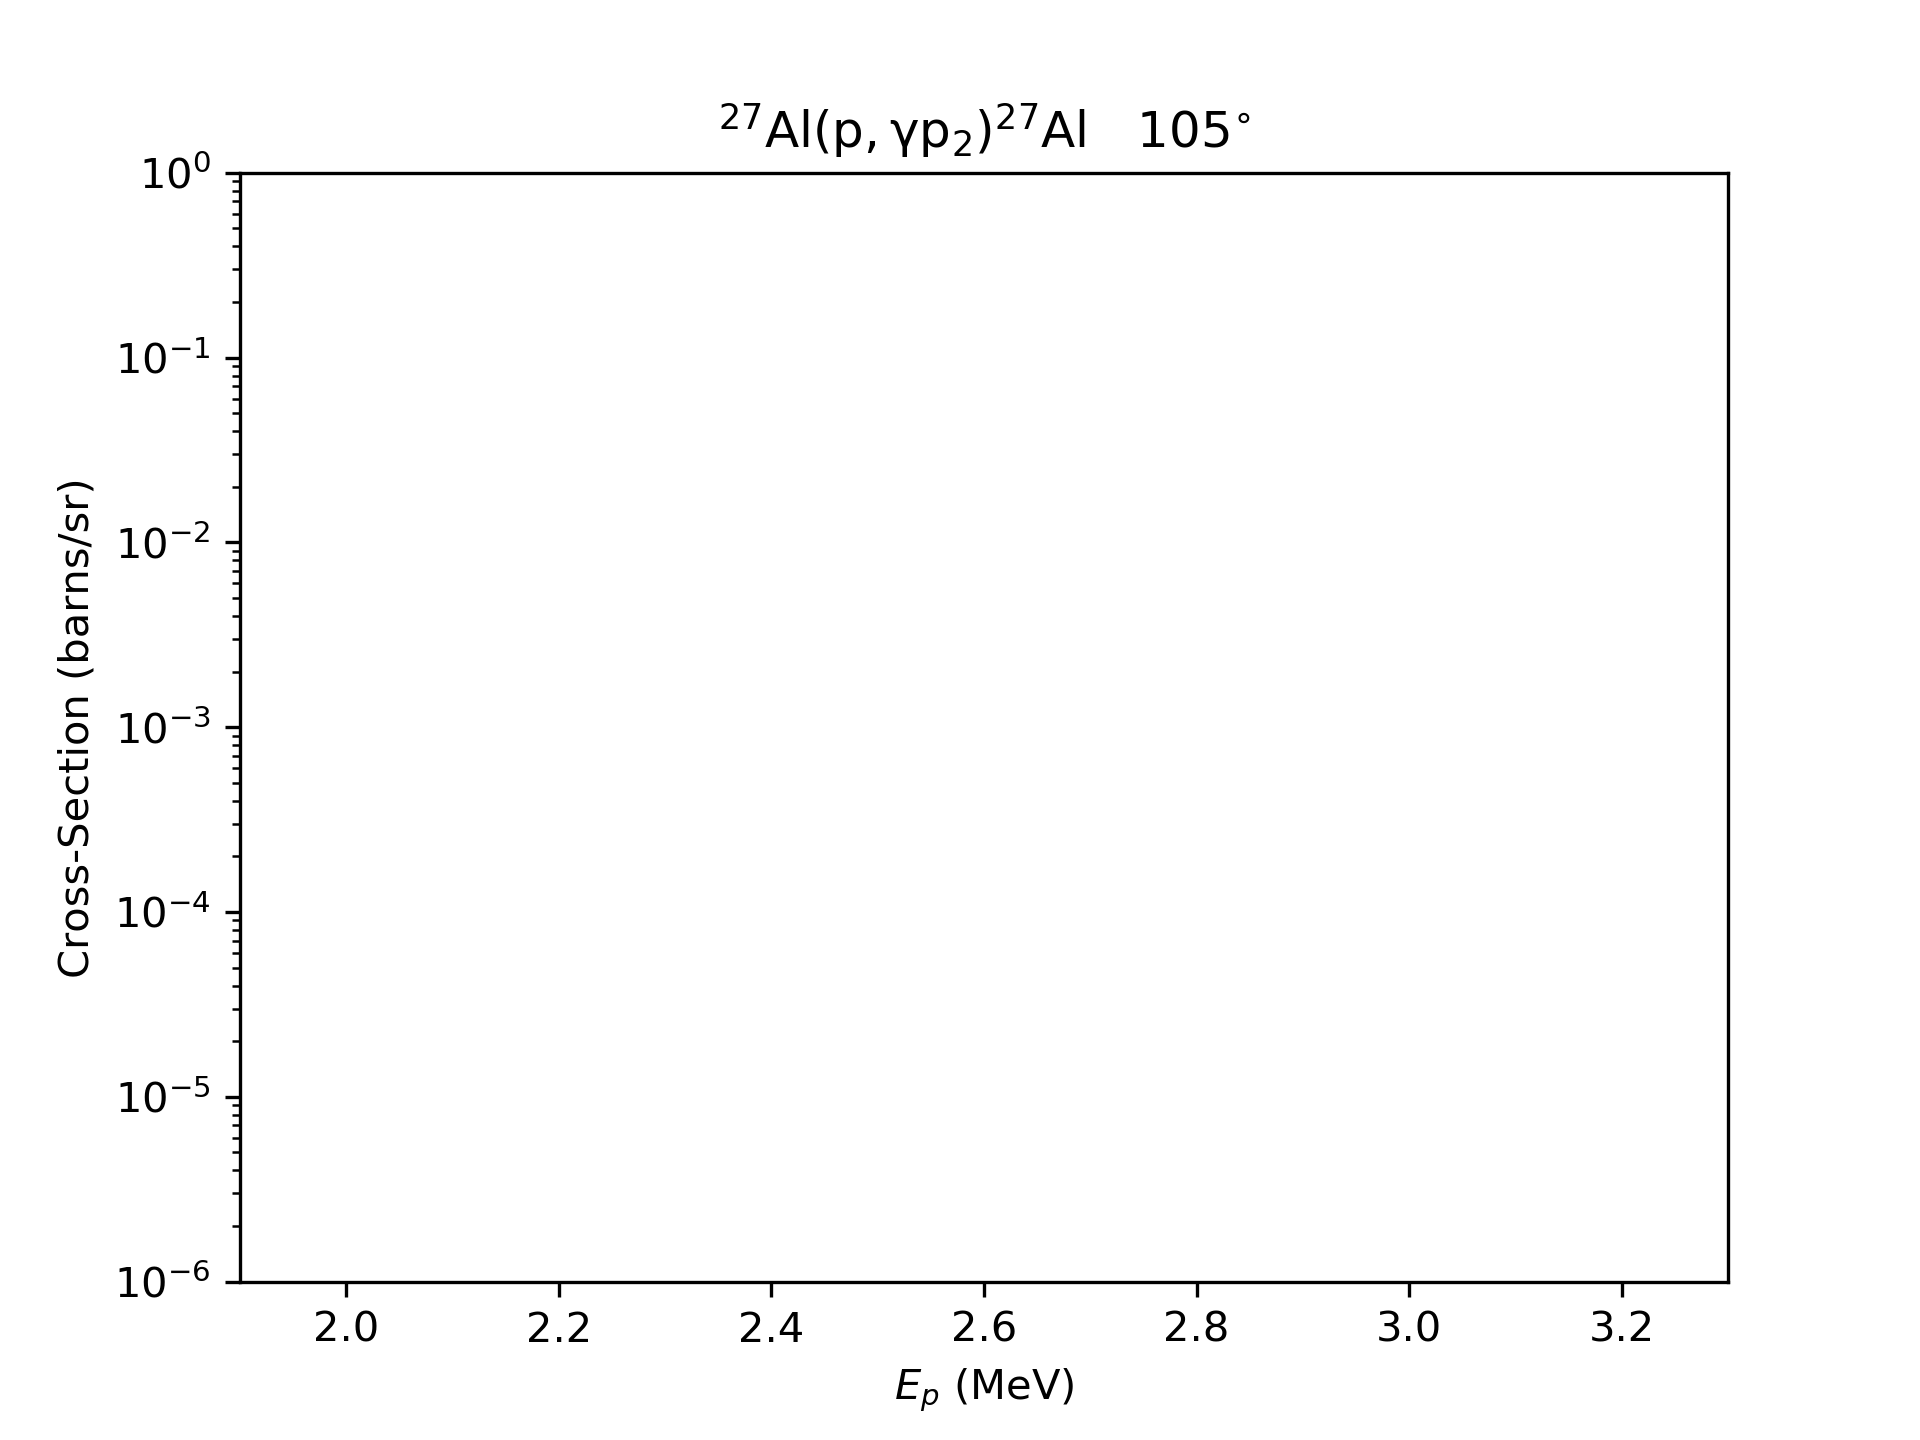 ²⁷Al(p, γp₂)²⁷Al 105°
10⁰
10⁻¹
10⁻²
10⁻³
10⁻⁴
10⁻⁵
10⁻⁶
Cross-Section (barns/sr)
2.0 2.2 2.4 2.6 2.8 3.0 3.2
Eₚ (MeV)